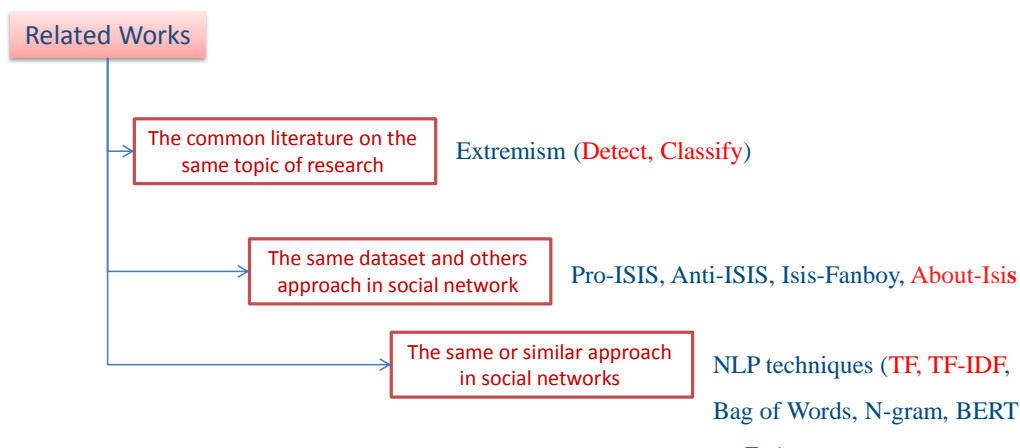 Related Works
The common literature on the
same topic of research
Extremism (Detect, Classify)
The same dataset and others
approach in social network
Pro-ISIS, Anti-ISIS, Isis-Fanboy, About-Isis
The same or similar approach
in social networks
NLP techniques (TF, TF-IDF,
Bag of Words, N-gram, BERT